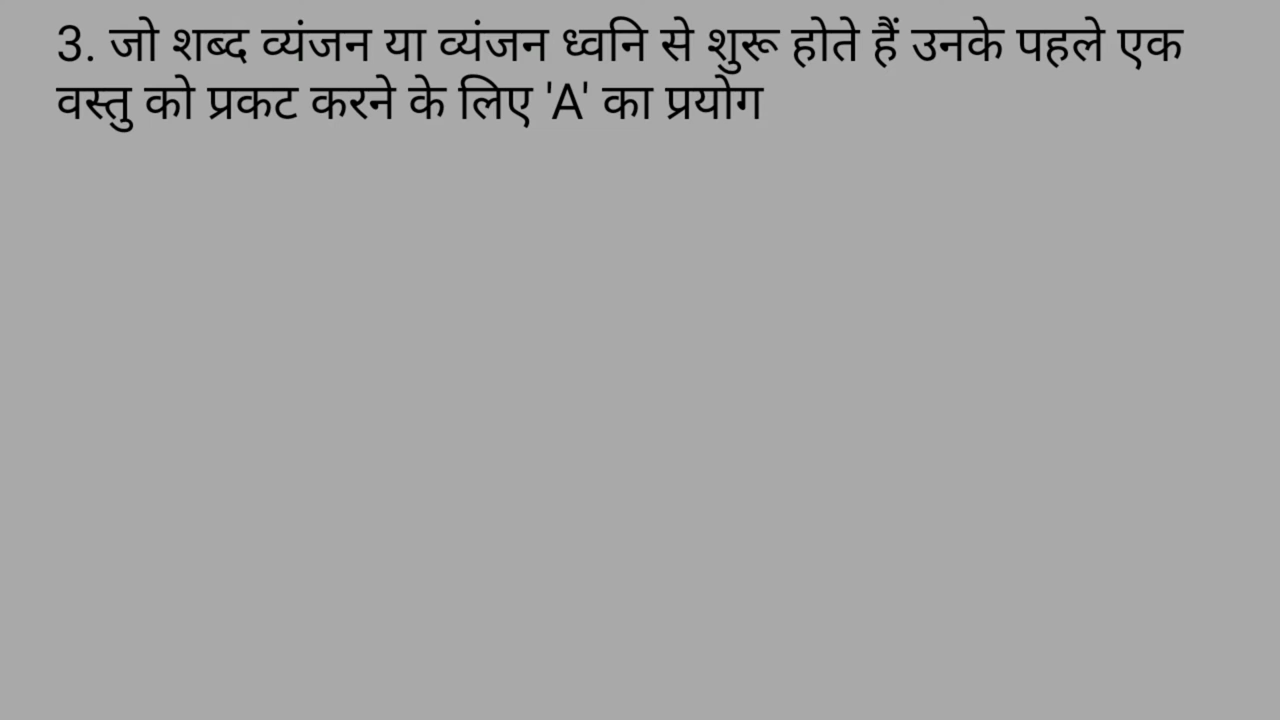 3. जो शब्द व्यंजन या व्यंजन ध्वनि से शुरू होते हैं उनके पहले एक
वस्तु को प्रकट करने के लिए 'A' का प्रयोग